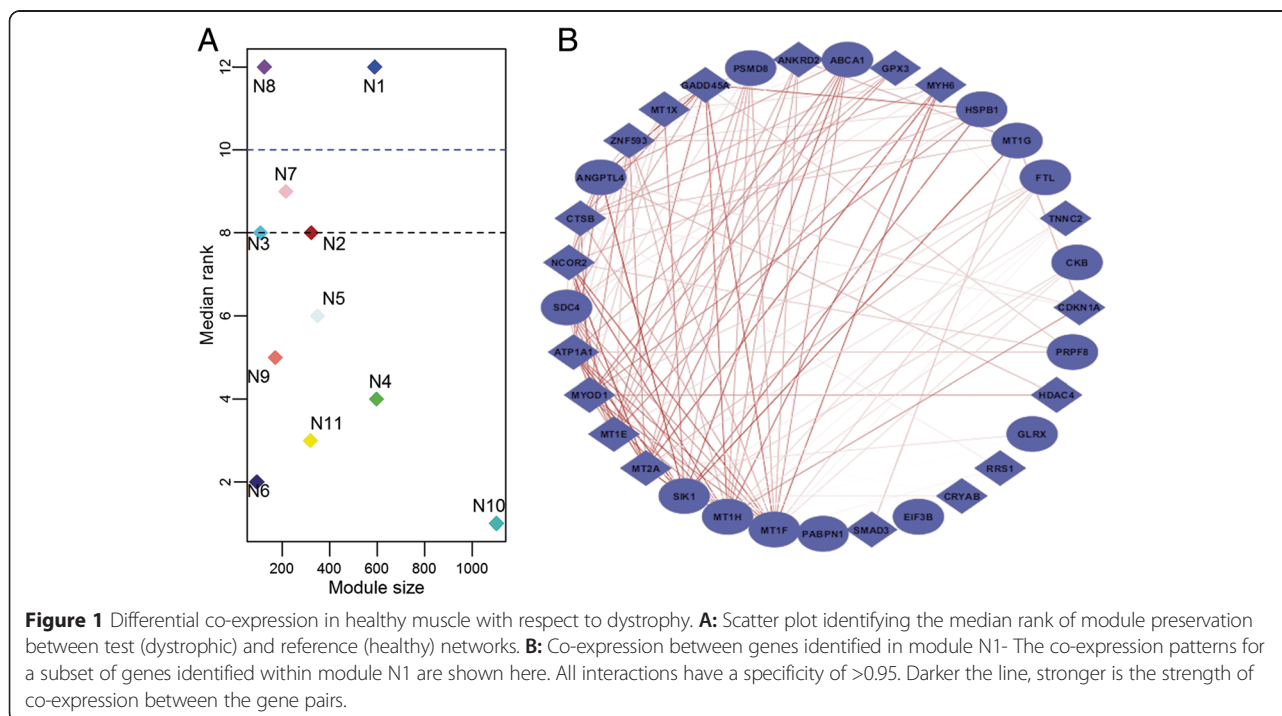 A
B
12
10
8
6
4
2
Median rank
N8
N1
N7
N3
N2
N5
N9
N4
N11
N6
N10
200
400
600
800
1000
Module size
PSMD8
ANKRD2
ABCA1
GPX3
MYH6
HSPB1
MT1G
FTL
TNNC2
CKB
CDKN1A
PRPF8
HDAC4
GLRX
RRS1
CRYAB
EIF3B
SMAD3
PABPN1
MT1F
MT1H
SIK1
MT2A
MT1E
MYOD1
ATP1A1
SDC4
NCOR2
CTSB
ANGPTL4
ZNF593
MT1X
GADD45A
Figure 1 Differential co-expression in healthy muscle with respect to dystrophy. A: Scatter plot identifying the median rank of module preservation
between test (dystrophic) and reference (healthy) networks. B: Co-expression between genes identified in module N1- The co-expression patterns for
a subset of genes identified within module N1 are shown here. All interactions have a specificity of >0.95. Darker the line, stronger is the strength of
co-expression between the gene pairs.